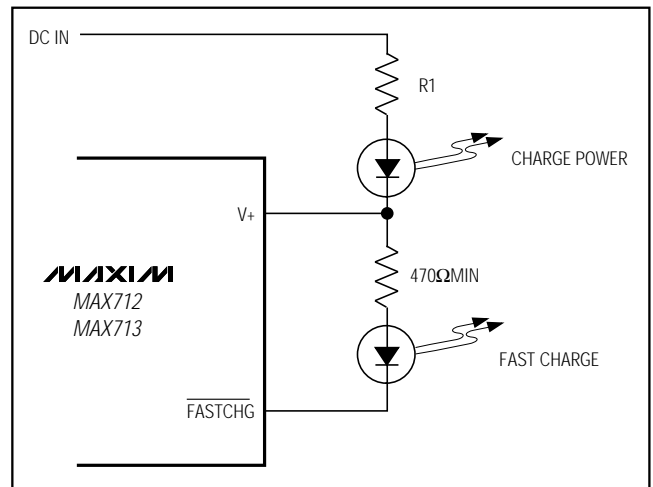 DC IN
R1
CHARGE POWER
V+
MAXIM
MAX712
MAX713
470ΩMIN
FAST CHARGE
FASTCHG